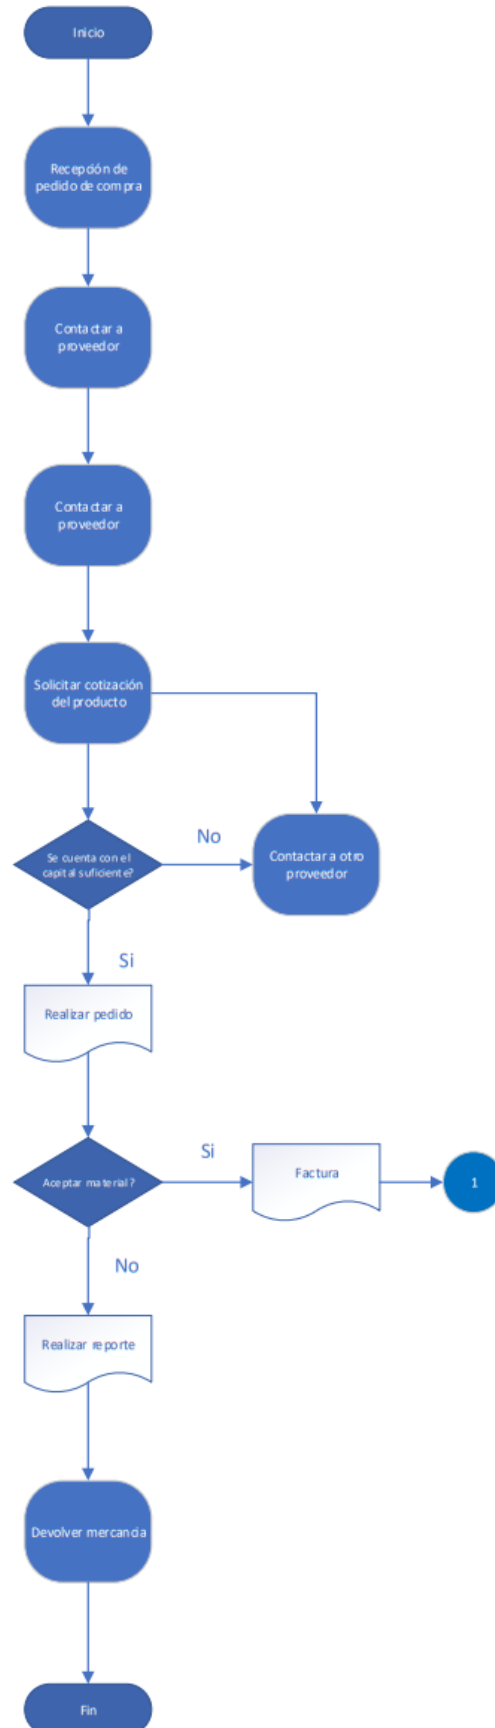 Inicio
Recepción de
pedido de compra
Contactar a
proveedor
Contactar a
proveedor
Solicitar cotización
del producto
Se cuenta con el
capital suficiente?
No
Contactar a otro
proveedor
Si
Realizar pedido
Aceptar material?
Si
Factura
1
No
Realizar reporte
Devolver mercancia
Fin